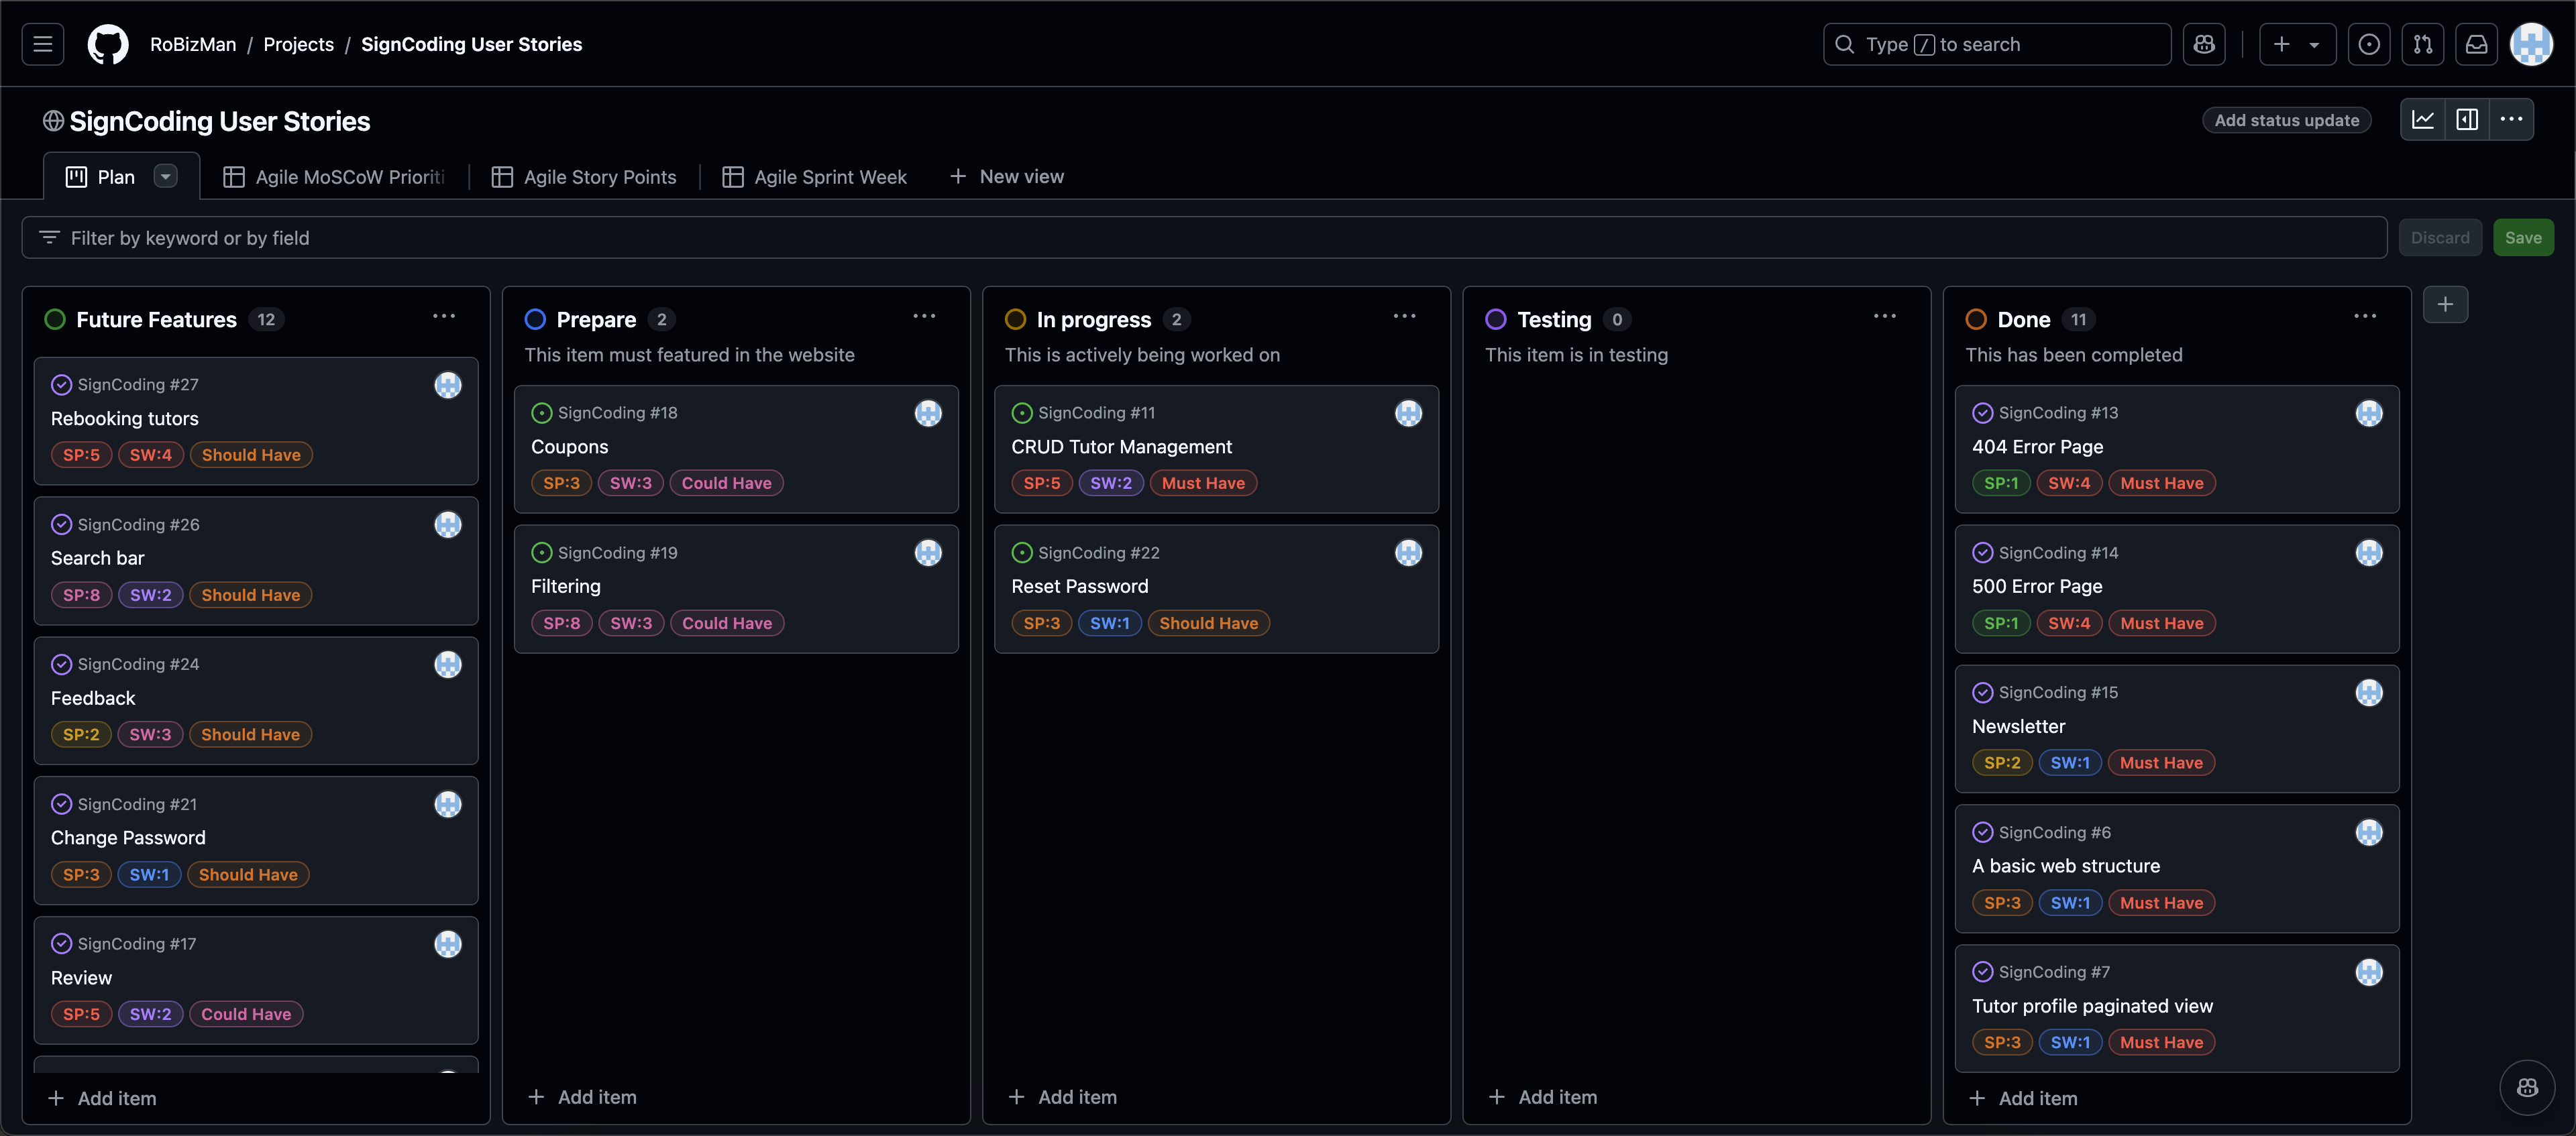 RoBizMan / Projects / SignCoding User Stories
Type / to search
SignCoding User Stories
Add status update
Plan
Agile MoSCoW Prioriti
Agile Story Points
Agile Sprint Week
New view
Filter by keyword or by field
Discard
Save
Future Features 12
SignCoding #27
Rebooking tutors
SP:5 SW:4 Should Have
SignCoding #26
Search bar
SP:8 SW:2 Should Have
SignCoding #24
Feedback
SP:2 SW:3 Should Have
SignCoding #21
Change Password
SP:3 SW:1 Should Have
SignCoding #17
Review
SP:5 SW:2 Could Have
Add item
Prepare 2
This item must featured in the website
SignCoding #18
Coupons
SP:3 SW:3 Could Have
SignCoding #19
Filtering
SP:8 SW:3 Could Have
Add item
In progress 2
This is actively being worked on
SignCoding #11
CRUD Tutor Management
SP:5 SW:2 Must Have
SignCoding #22
Reset Password
SP:3 SW:1 Should Have
Add item
Testing 0
This item is in testing
Add item
Done 11
This has been completed
SignCoding #13
404 Error Page
SP:1 SW:4 Must Have
SignCoding #14
500 Error Page
SP:1 SW:4 Must Have
SignCoding #15
Newsletter
SP:2 SW:1 Must Have
SignCoding #6
A basic web structure
SP:3 SW:1 Must Have
SignCoding #7
Tutor profile paginated view
SP:3 SW:1 Must Have
Add item